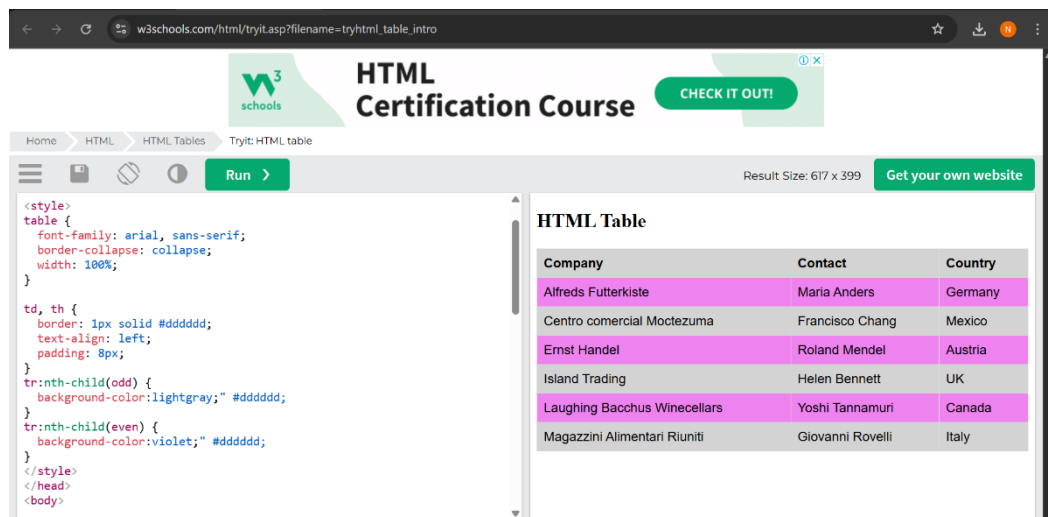 w3schools.com/html/tryit.asp?filename=tryhtml_table_intro
N
W3
schools
HTML
Certification Course
CHECK IT OUT!
Home HTML HTML Tables Tryit: HTML table
Run ❯
Result Size: 617 x 399
Get your own website
<style>
table {
  font-family: arial, sans-serif;
  border-collapse: collapse;
  width: 100%;
}

td, th {
  border: 1px solid #dddddd;
  text-align: left;
  padding: 8px;
}
tr:nth-child(odd) {
  background-color:lightgray;" #dddddd;
}
tr:nth-child(even) {
  background-color:violet;" #dddddd;
}
</style>
</head>
<body>
HTML Table
Company Contact Country
Alfreds Futterkiste Maria Anders Germany
Centro comercial Moctezuma Francisco Chang Mexico
Ernst Handel Roland Mendel Austria
Island Trading Helen Bennett UK
Laughing Bacchus Winecellars Yoshi Tannamuri Canada
Magazzini Alimentari Riuniti Giovanni Rovelli Italy